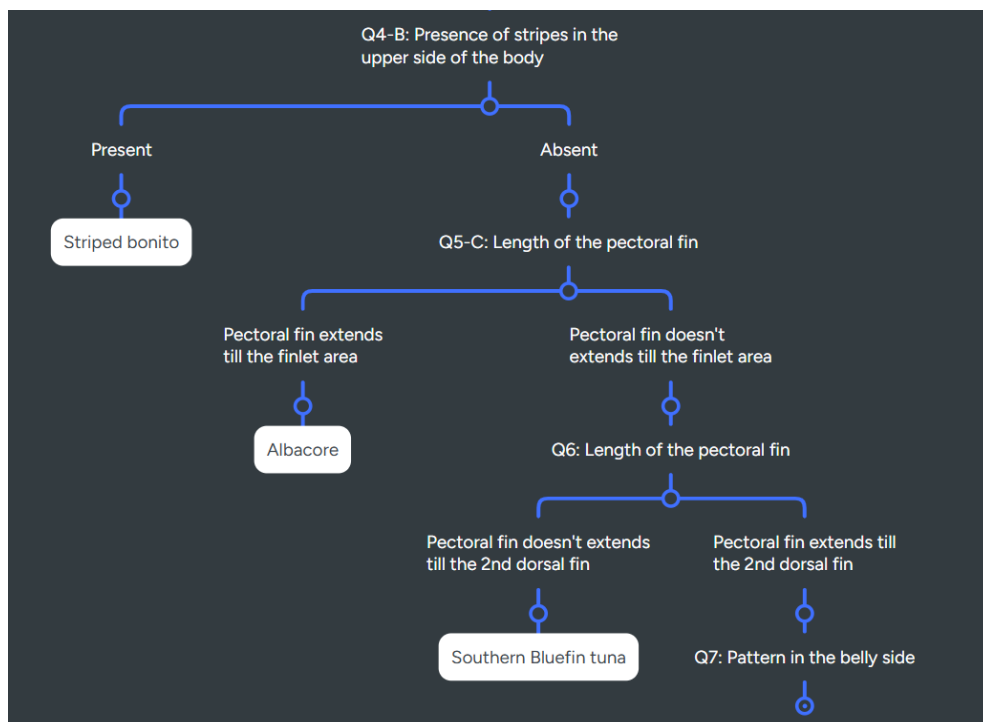 Q4-B: Presence of stripes in the
upper side of the body
Present
Absent
Striped bonito
Q5-C: Length of the pectoral fin
Pectoral fin extends
till the finlet area
Pectoral fin doesn't
extends till the finlet area
Albacore
Q6: Length of the pectoral fin
Pectoral fin doesn't extends
till the 2nd dorsal fin
Pectoral fin extends till
the 2nd dorsal fin
Southern Bluefin tuna
Q7: Pattern in the belly side